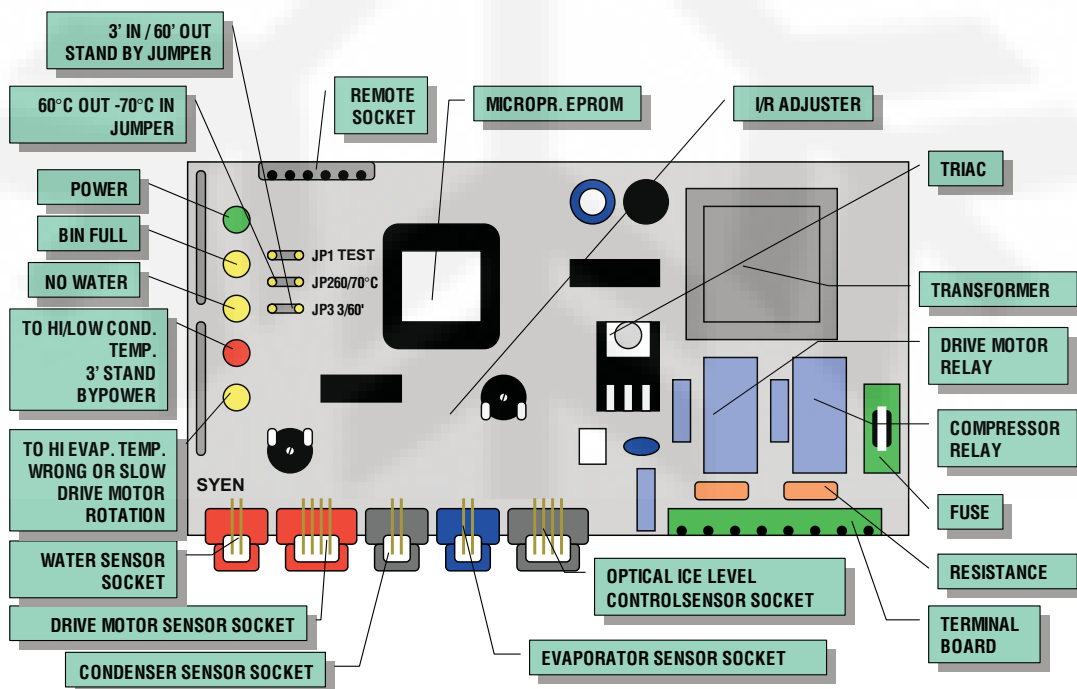 3' IN / 60' OUT
STAND BY JUMPER
60°C OUT -70°C IN
JUMPER
REMOTE
SOCKET
MICROPR. EPROM
I/R ADJUSTER
TRIAC
POWER
BIN FULL
NO WATER
TO HI/LOW COND.
TEMP.
3' STAND
BYPOWER
TO HI EVAP. TEMP.
WRONG OR SLOW
DRIVE MOTOR
ROTATION
JP1 TEST
JP260/70°C
JP3 3/60'
SYEN
TRANSFORMER
DRIVE MOTOR
RELAY
COMPRESSOR
RELAY
FUSE
RESISTANCE
TERMINAL
BOARD
WATER SENSOR
SOCKET
DRIVE MOTOR SENSOR SOCKET
CONDENSER SENSOR SOCKET
EVAPORATOR SENSOR SOCKET
OPTICAL ICE LEVEL
CONTROLSENSOR SOCKET